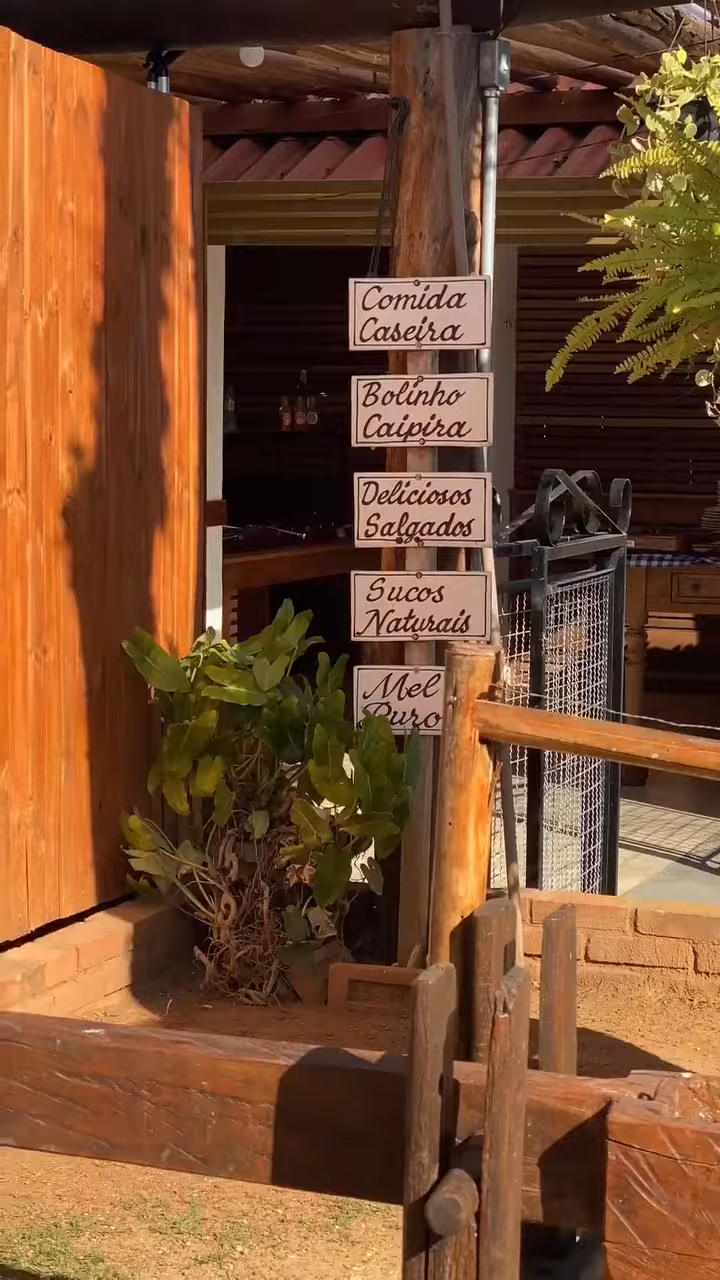 Comida
Caseira
Bolinho
Caipira
Deliciosos
Salgados
Sucos
Naturais
Mel
Puro